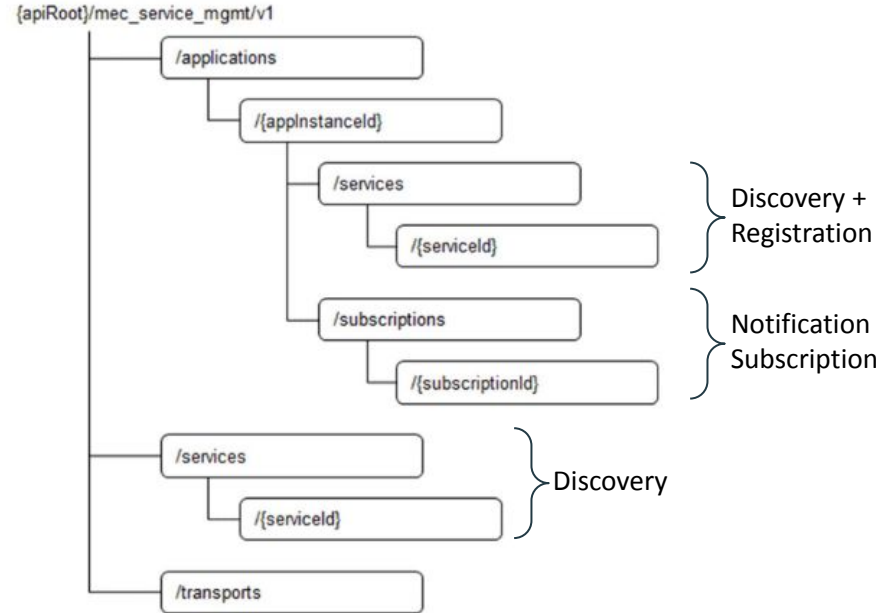 {apiRoot}/mec_service_mgmt/v1
/applications
/{appInstanceId}
/services
/{serviceId}
Discovery +
Registration
/subscriptions
/{subscriptionId}
Notification
Subscription
/services
/{serviceId}
Discovery
/transports